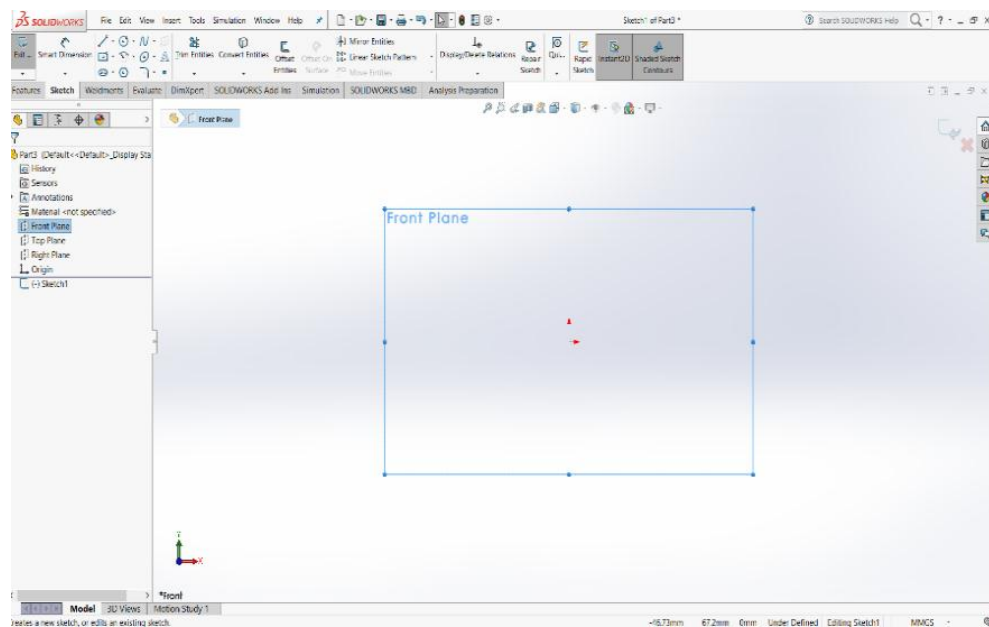 SOLIDWORKS File Edit View Insert Tools Simulation Window Help Sketch1 of Part3 * Search SOLIDWORKS Help
Edit... Smart Dimension Trim Entities Convert Entities Offset Entities Offset On Surface Mirror Entities Linear Sketch Pattern Move Entities Display/Delete Relations Repair Sketch Qui... Rapid Sketch Instant2D Shaded Sketch Contours
Features Sketch Weldments Evaluate DimXpert SOLIDWORKS Add Ins Simulation SOLIDWORKS MBD Analysis Preparation
Front Plane
Part3 (Default<<Default>_Display Sta
History
Sensors
Annotations
Material <not specified>
Front Plane
Top Plane
Right Plane
Origin
(-) Sketch1
Front Plane
Y
X
*Front
Model 3D Views Motion Study 1
reates a new sketch, or edits an existing sketch. 67.2mm 0mm Under Defined Editing Sketch1 MMGS